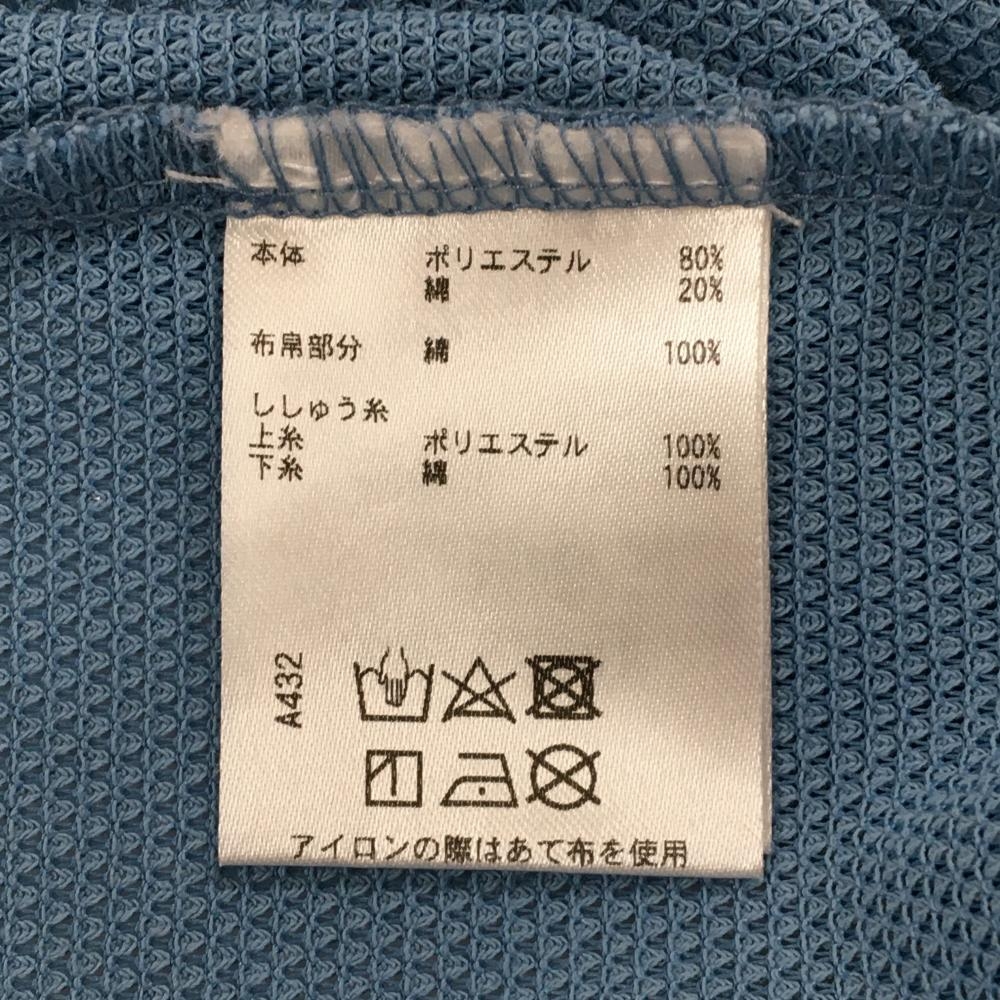 本体 ポリエステル 80%
綿 20%
布帛部分 綿 100%
ししゅう糸
上糸 ポリエステル 100%
下糸 綿 100%
A432
アイロンの際はあて布を使用